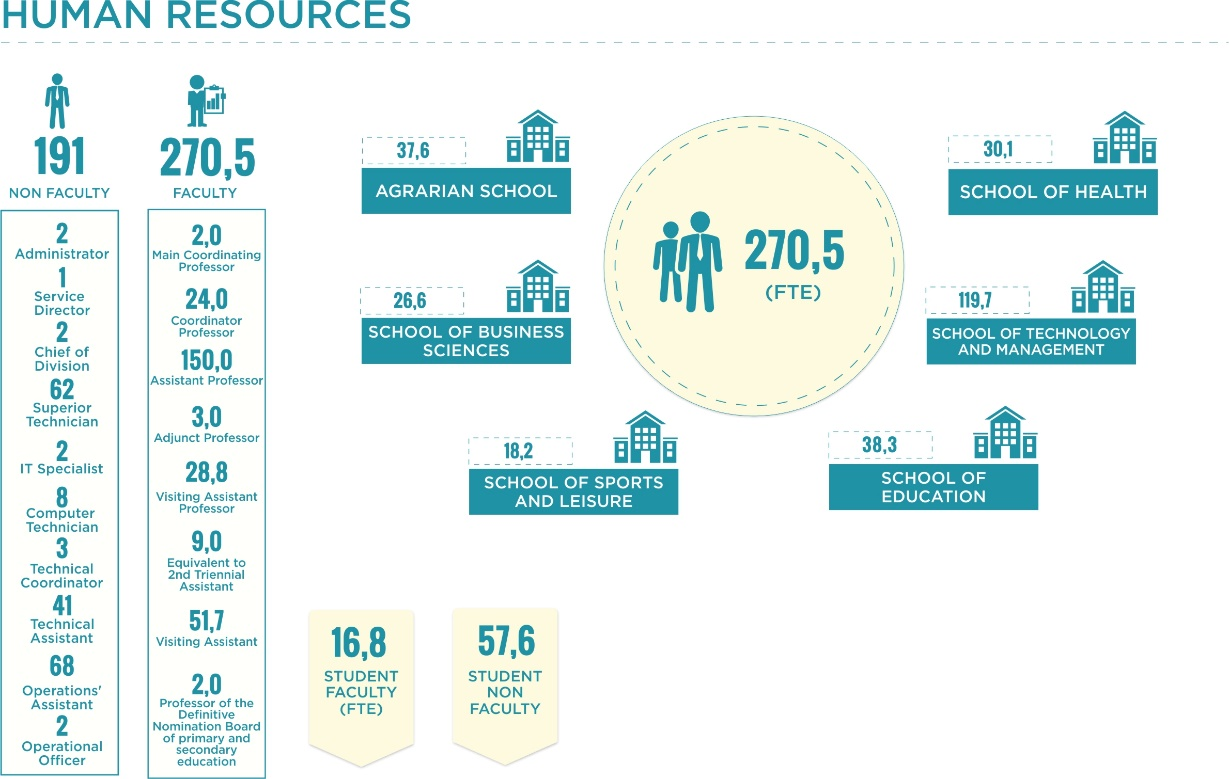 HUMAN RESOURCES
191
NON FACULTY
2
Administrator
1
Service
Director
2
Chief of
Division
62
Superior
Technician
2
IT Specialist
8
Computer
Technician
3
Technical
Coordinator
41
Technical
Assistant
68
Operations'
Assistant
2
Operational
Officer
270,5
FACULTY
2,0
Main Coordinating
Professor
24,0
Coordinator
Professor
150,0
Assistant Professor
3,0
Adjunct Professor
28,8
Visiting Assistant
Professor
9,0
Equivalent to
2nd Triennial
Assistant
51,7
Visiting Assistant
2,0
Professor of the
Definitive
Nomination Board
of primary and
secondary
education
37,6
AGRARIAN SCHOOL
26,6
SCHOOL OF BUSINESS
SCIENCES
18,2
SCHOOL OF SPORTS
AND LEISURE
270,5
(FTE)
30,1
SCHOOL OF HEALTH
119,7
SCHOOL OF TECHNOLOGY
AND MANAGEMENT
38,3
SCHOOL OF
EDUCATION
16,8
STUDENT
FACULTY
(FTE)
57,6
STUDENT
NON
FACULTY